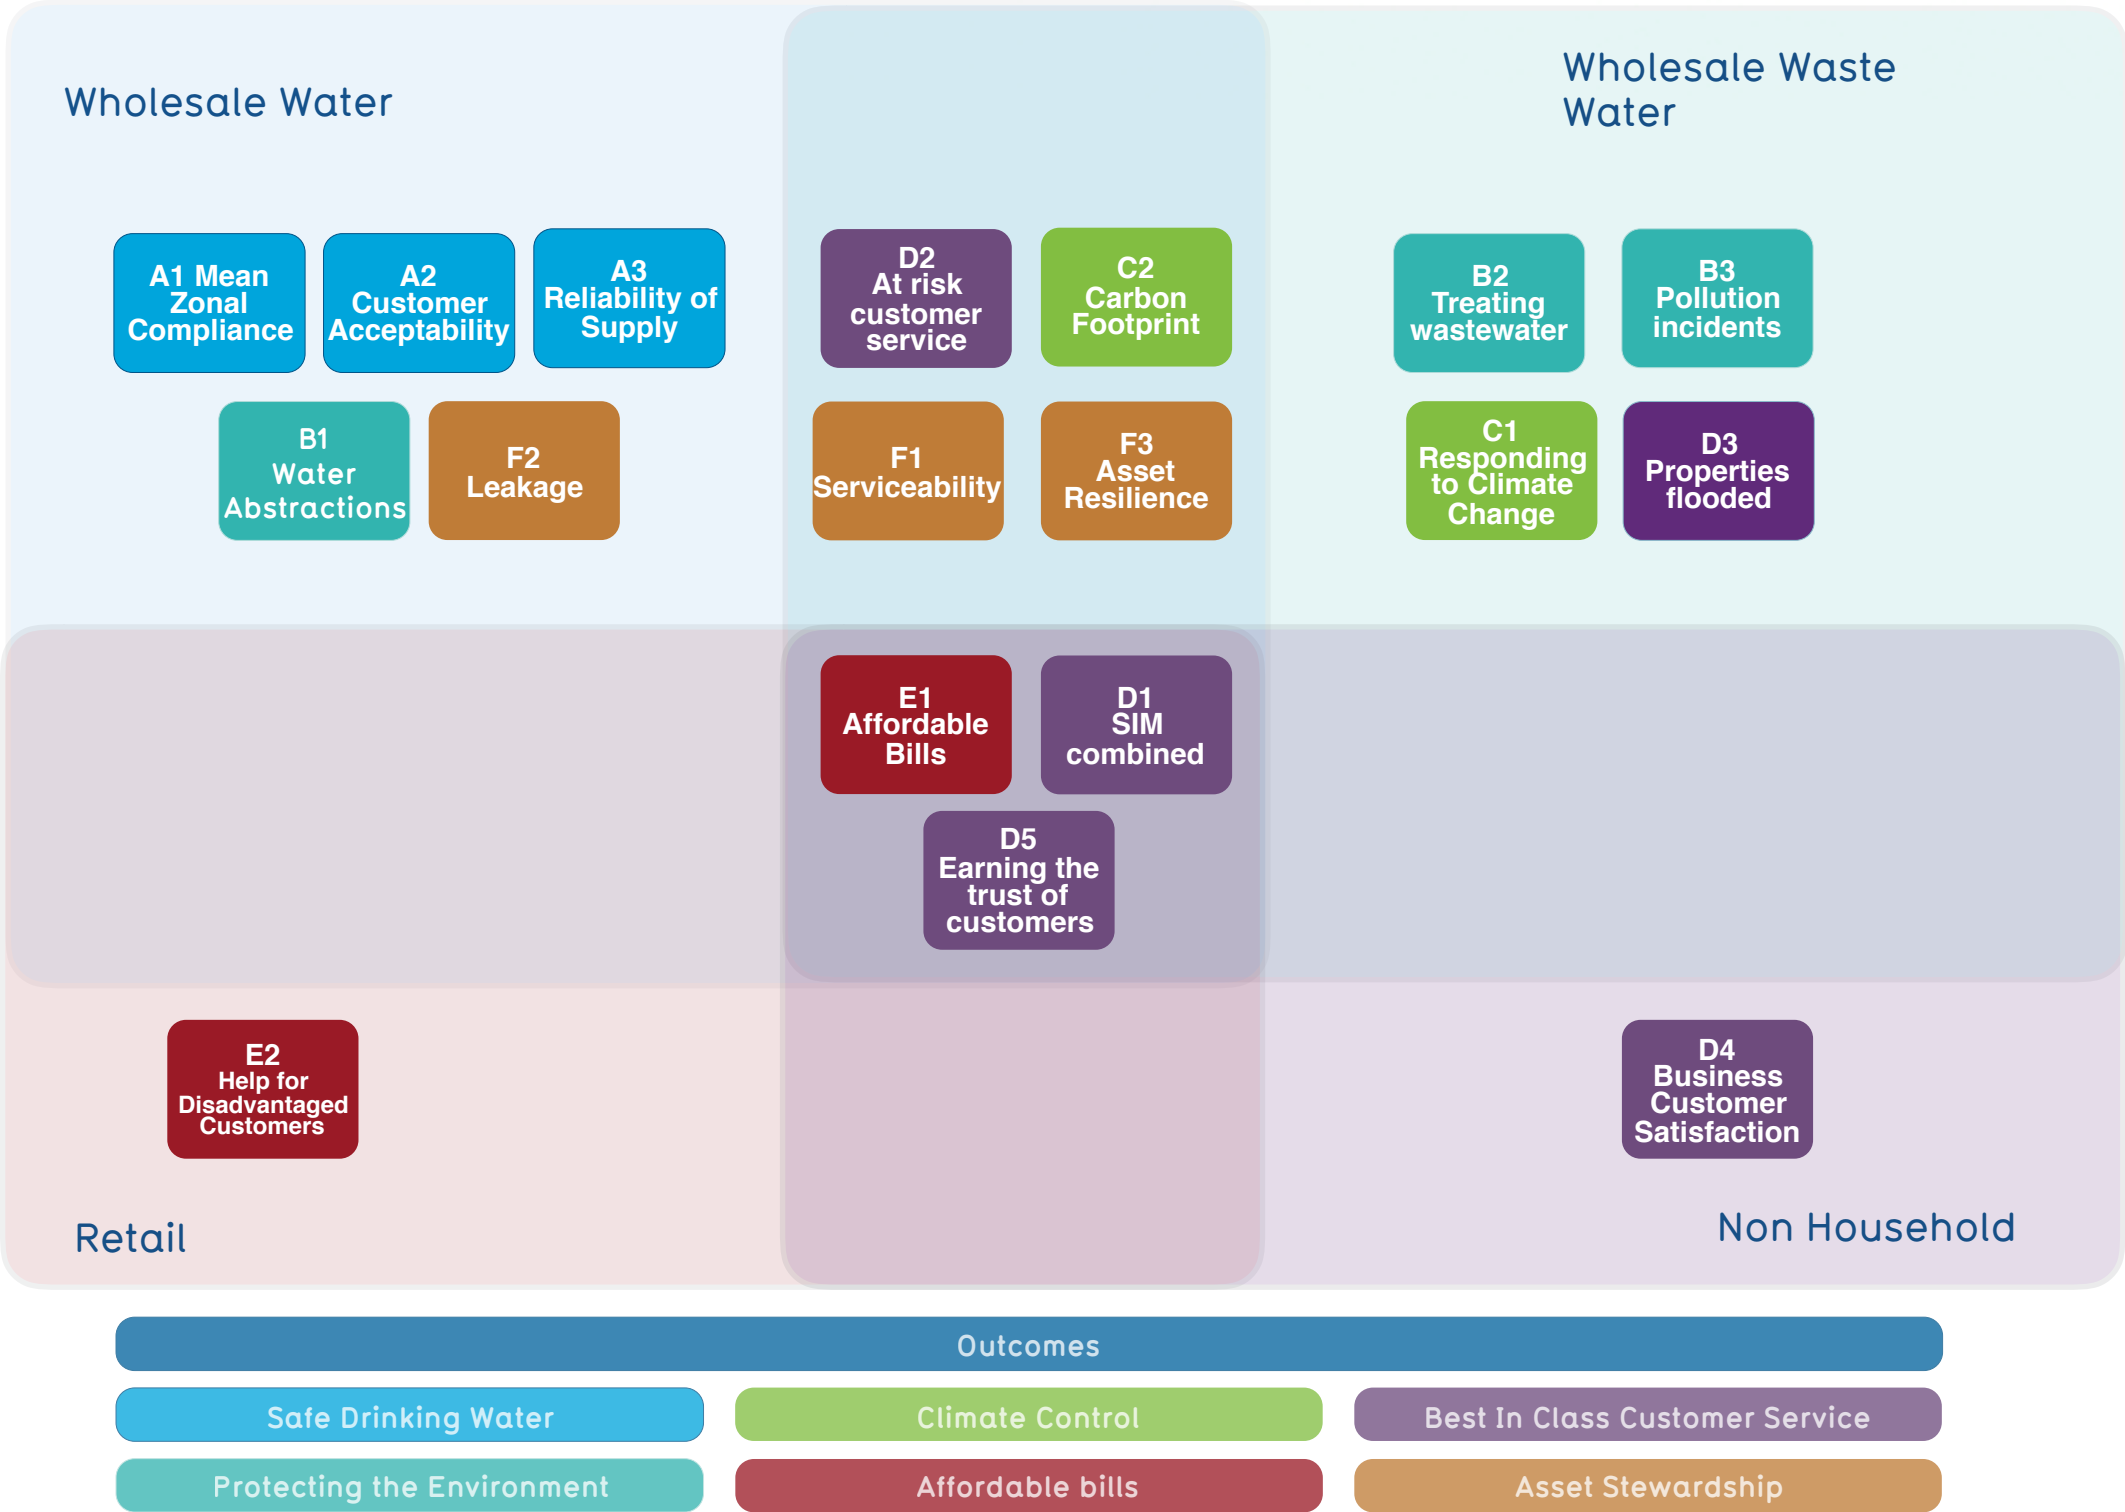 Wholesale Water
Wholesale Waste
Water
A1 Mean
Zonal
Compliance
A2
Customer
Acceptability
A3
Reliability of
Supply
D2
At risk
customer
service
C2
Carbon
Footprint
B2
Treating
wastewater
B3
Pollution
incidents
B1
Water
Abstractions
F2
Leakage
F1
Serviceability
F3
Asset
Resilience
C1
Responding
to Climate
Change
D3
Properties
flooded
E1
Affordable
Bills
D1
SIM
combined
D5
Earning the
trust of
customers
E2
Help for
Disadvantaged
Customers
D4
Business
Customer
Satisfaction
Retail
Non Household
Outcomes
Safe Drinking Water
Climate Control
Best In Class Customer Service
Protecting the Environment
Affordable bills
Asset Stewardship